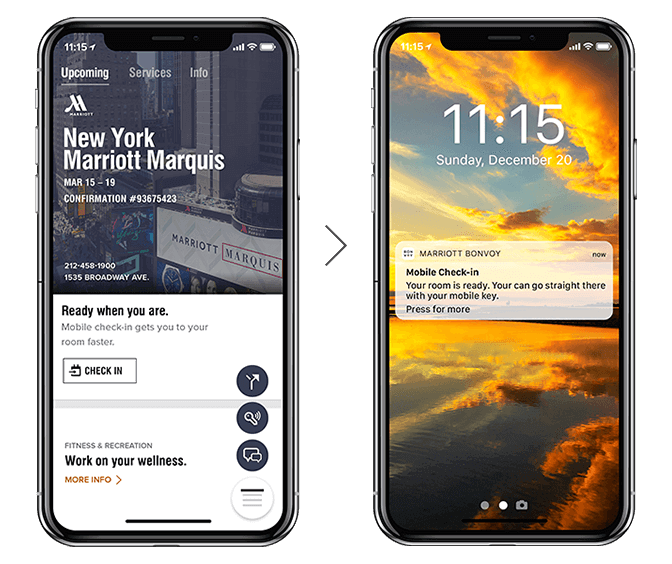 11:15
Upcoming Services Info
MARRIOTT
New York
Marriott Marquis
MAR 15 – 19
CONFIRMATION #93675423
MARRIOTT MARQUIS
212-458-1900
1535 BROADWAY AVE.
Ready when you are.
Mobile check-in gets you to your
room faster.
CHECK IN
FITNESS & RECREATION
Work on your wellness.
MORE INFO
11:15
11:15
Sunday, December 20
MARRIOTT BONVOY now
Mobile Check-in
Your room is ready. Your can go straight there
with your mobile key.
Press for more